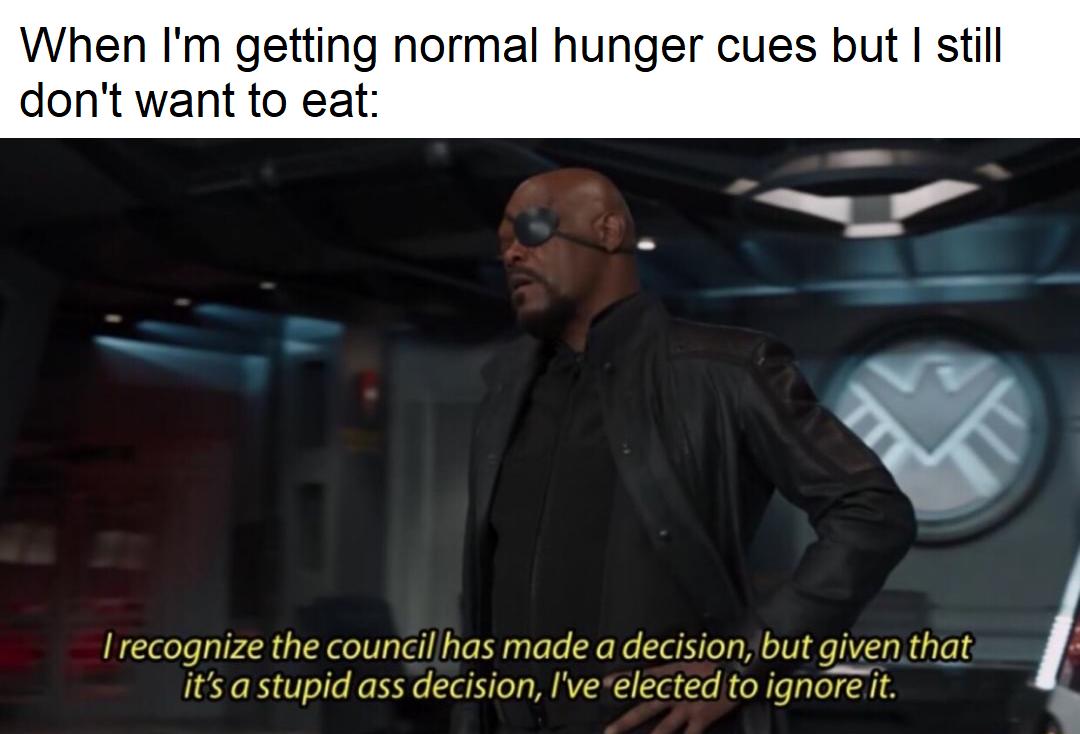 When I'm getting normal hunger cues but I still
don't want to eat:
I recognize the council has made a decision, but given that
it's a stupid ass decision, I've elected to ignore it.